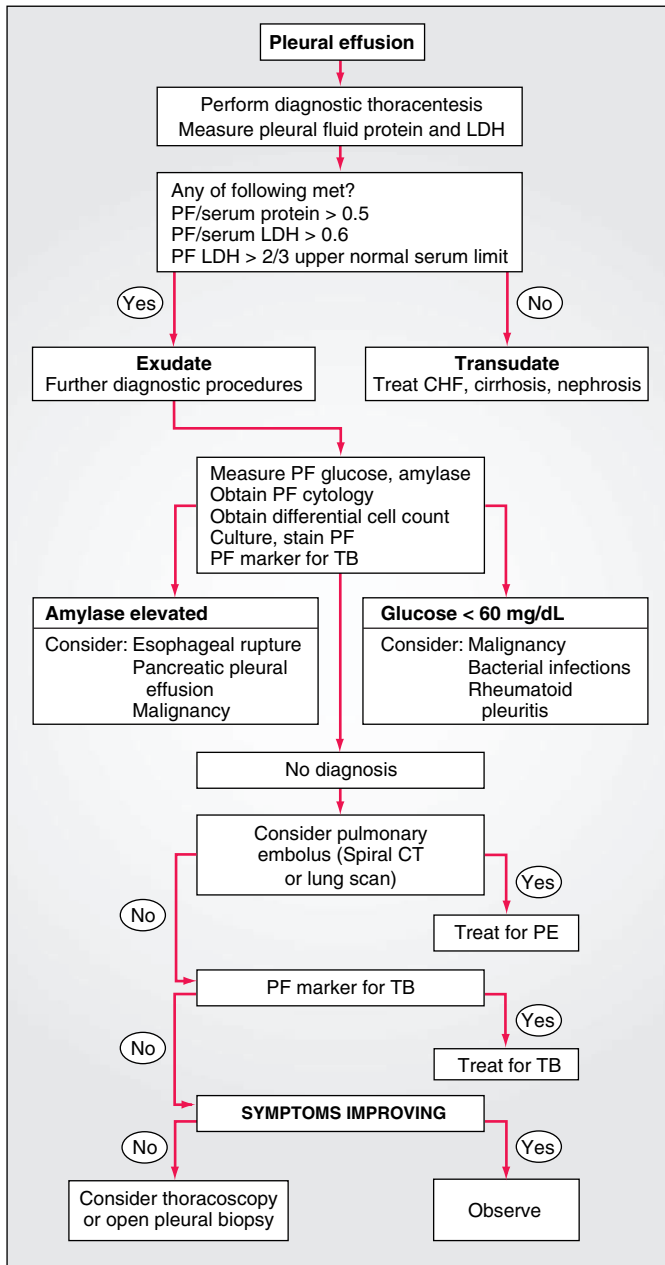 Pleural effusion
Perform diagnostic thoracentesis
Measure pleural fluid protein and LDH
Any of following met?
PF/serum protein > 0.5
PF/serum LDH > 0.6
PF LDH > 2/3 upper normal serum limit
Yes
No
Exudate
Further diagnostic procedures
Transudate
Treat CHF, cirrhosis, nephrosis
Measure PF glucose, amylase
Obtain PF cytology
Obtain differential cell count
Culture, stain PF
PF marker for TB
Amylase elevated
Consider: Esophageal rupture
Pancreatic pleural
effusion
Malignancy
Glucose < 60 mg/dL
Consider: Malignancy
Bacterial infections
Rheumatoid
pleuritis
No diagnosis
Consider pulmonary
embolus (Spiral CT
or lung scan)
No
Yes
Treat for PE
PF marker for TB
No
Yes
Treat for TB
SYMPTOMS IMPROVING
No
Yes
Consider thoracoscopy
or open pleural biopsy
Observe